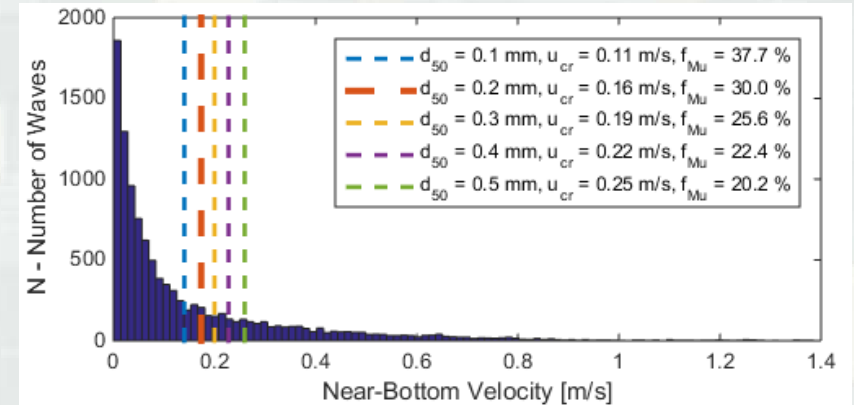 N - Number of Waves
2000
1500
1000
500
0
d50 = 0.1 mm, ucr = 0.11 m/s, fMu = 37.7 %
d50 = 0.2 mm, ucr = 0.16 m/s, fMu = 30.0 %
d50 = 0.3 mm, ucr = 0.19 m/s, fMu = 25.6 %
d50 = 0.4 mm, ucr = 0.22 m/s, fMu = 22.4 %
d50 = 0.5 mm, ucr = 0.25 m/s, fMu = 20.2 %
0 0.2 0.4 0.6 0.8 1 1.2 1.4
Near-Bottom Velocity [m/s]